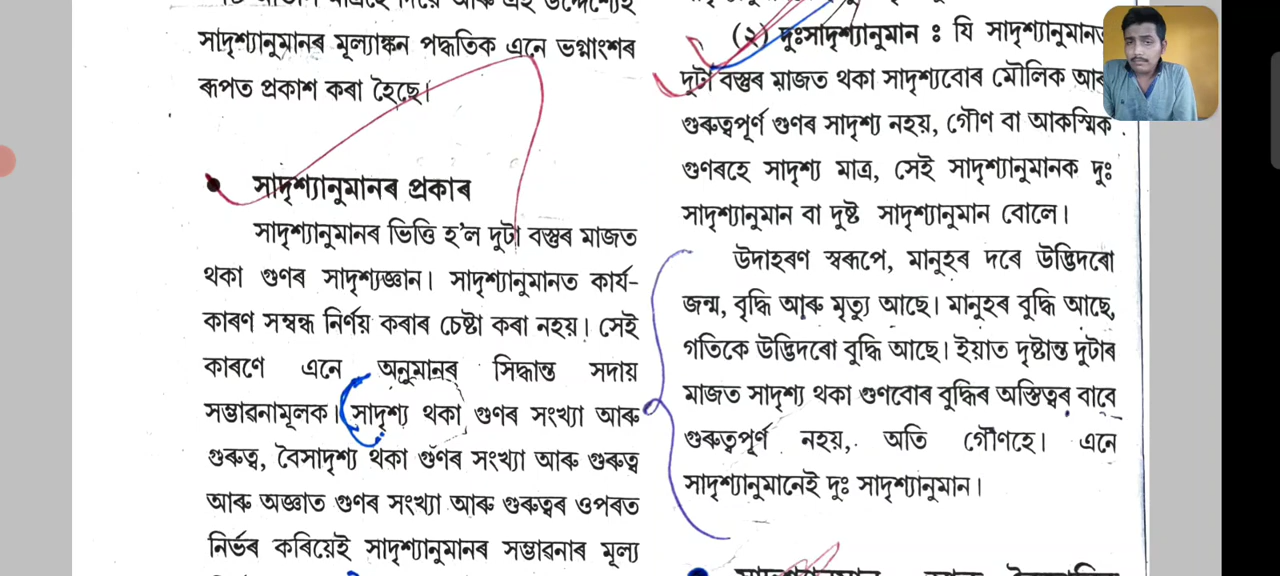 সাদৃশ্যানুমানৰ মূল্যাঙ্কন পদ্ধতিক এনে ভগ্নাংশৰ
ৰূপত প্ৰকাশ কৰা হৈছে।
সাদৃশ্যানুমানৰ প্ৰকাৰ
সাদৃশ্যানুমানৰ ভিত্তি হ'ল দুটা বস্তুৰ মাজত
থকা গুণৰ সাদৃশ্যজ্ঞান। সাদৃশ্যানুমানত কাৰ্য-
কাৰণ সম্বন্ধ নিৰ্ণয় কৰাৰ চেষ্টা কৰা নহয়। সেই
কাৰণে এনে অনুমানৰ সিদ্ধান্ত সদায়
সম্ভাৱনামূলক। সাদৃশ্য থকা গুণৰ সংখ্যা আৰু
গুৰুত্ব, বৈসাদৃশ্য থকা গুণৰ সংখ্যা আৰু গুৰুত্ব
আৰু অজ্ঞাত গুণৰ সংখ্যা আৰু গুৰুত্বৰ ওপৰত
নিৰ্ভৰ কৰিয়েই সাদৃশ্যানুমানৰ সম্ভাৱনাৰ মূল্য
(২) দুঃসাদৃশ্যানুমান : যি সাদৃশ্যানুমানত
দুটা বস্তুৰ মাজত থকা সাদৃশ্যবোৰ মৌলিক আৰু
গুৰুত্বপূৰ্ণ গুণৰ সাদৃশ্য নহয়, গৌণ বা আকস্মিক
গুণৰহে সাদৃশ্য মাত্ৰ, সেই সাদৃশ্যানুমানক দুঃ
সাদৃশ্যানুমান বা দুষ্ট সাদৃশ্যানুমান বোলে।
উদাহৰণ স্বৰূপে, মানুহৰ দৰে উদ্ভিদৰো
জন্ম, বৃদ্ধি আৰু মৃত্যু আছে। মানুহৰ বুদ্ধি আছে,
গতিকে উদ্ভিদৰো বুদ্ধি আছে। ইয়াত দৃষ্টান্ত দুটাৰ
মাজত সাদৃশ্য থকা গুণবোৰ বুদ্ধিৰ অস্তিত্বৰ বাবে
গুৰুত্বপূৰ্ণ নহয়, অতি গৌণহে। এনে
সাদৃশ্যানুমানেই দুঃ সাদৃশ্যানুমান।